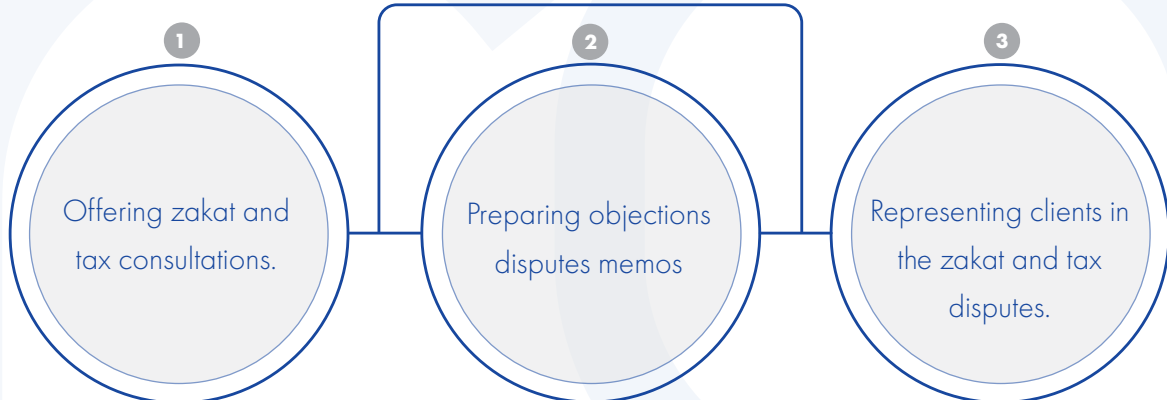 1
Offering zakat and
tax consultations.
2
Preparing objections
disputes memos
3
Representing clients in
the zakat and tax
disputes.